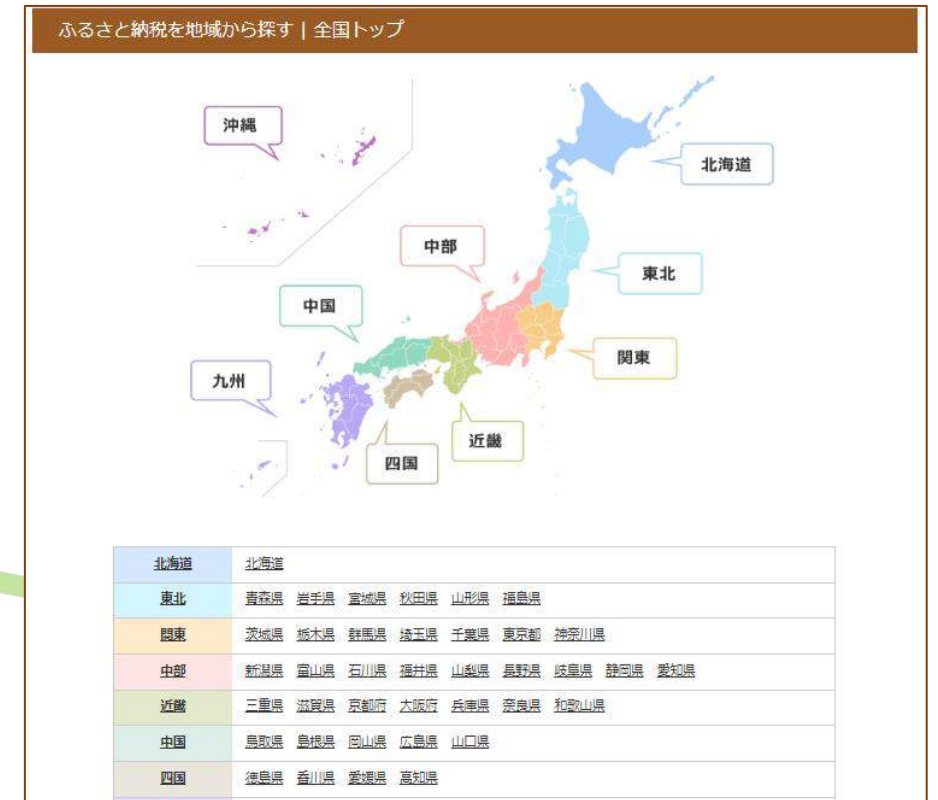 ふるさと納税を地域から探す | 全国トップ
沖縄
北海道
中部
東北
中国
関東
九州
近畿
四国
北海道 北海道
東北 青森県 岩手県 宮城県 秋田県 山形県 福島県
関東 茨城県 栃木県 群馬県 埼玉県 千葉県 東京都 神奈川県
中部 新潟県 富山県 石川県 福井県 山梨県 長野県 岐阜県 静岡県 愛知県
近畿 三重県 滋賀県 京都府 大阪府 兵庫県 奈良県 和歌山県
中国 鳥取県 島根県 岡山県 広島県 山口県
四国 徳島県 香川県 愛媛県 高知県